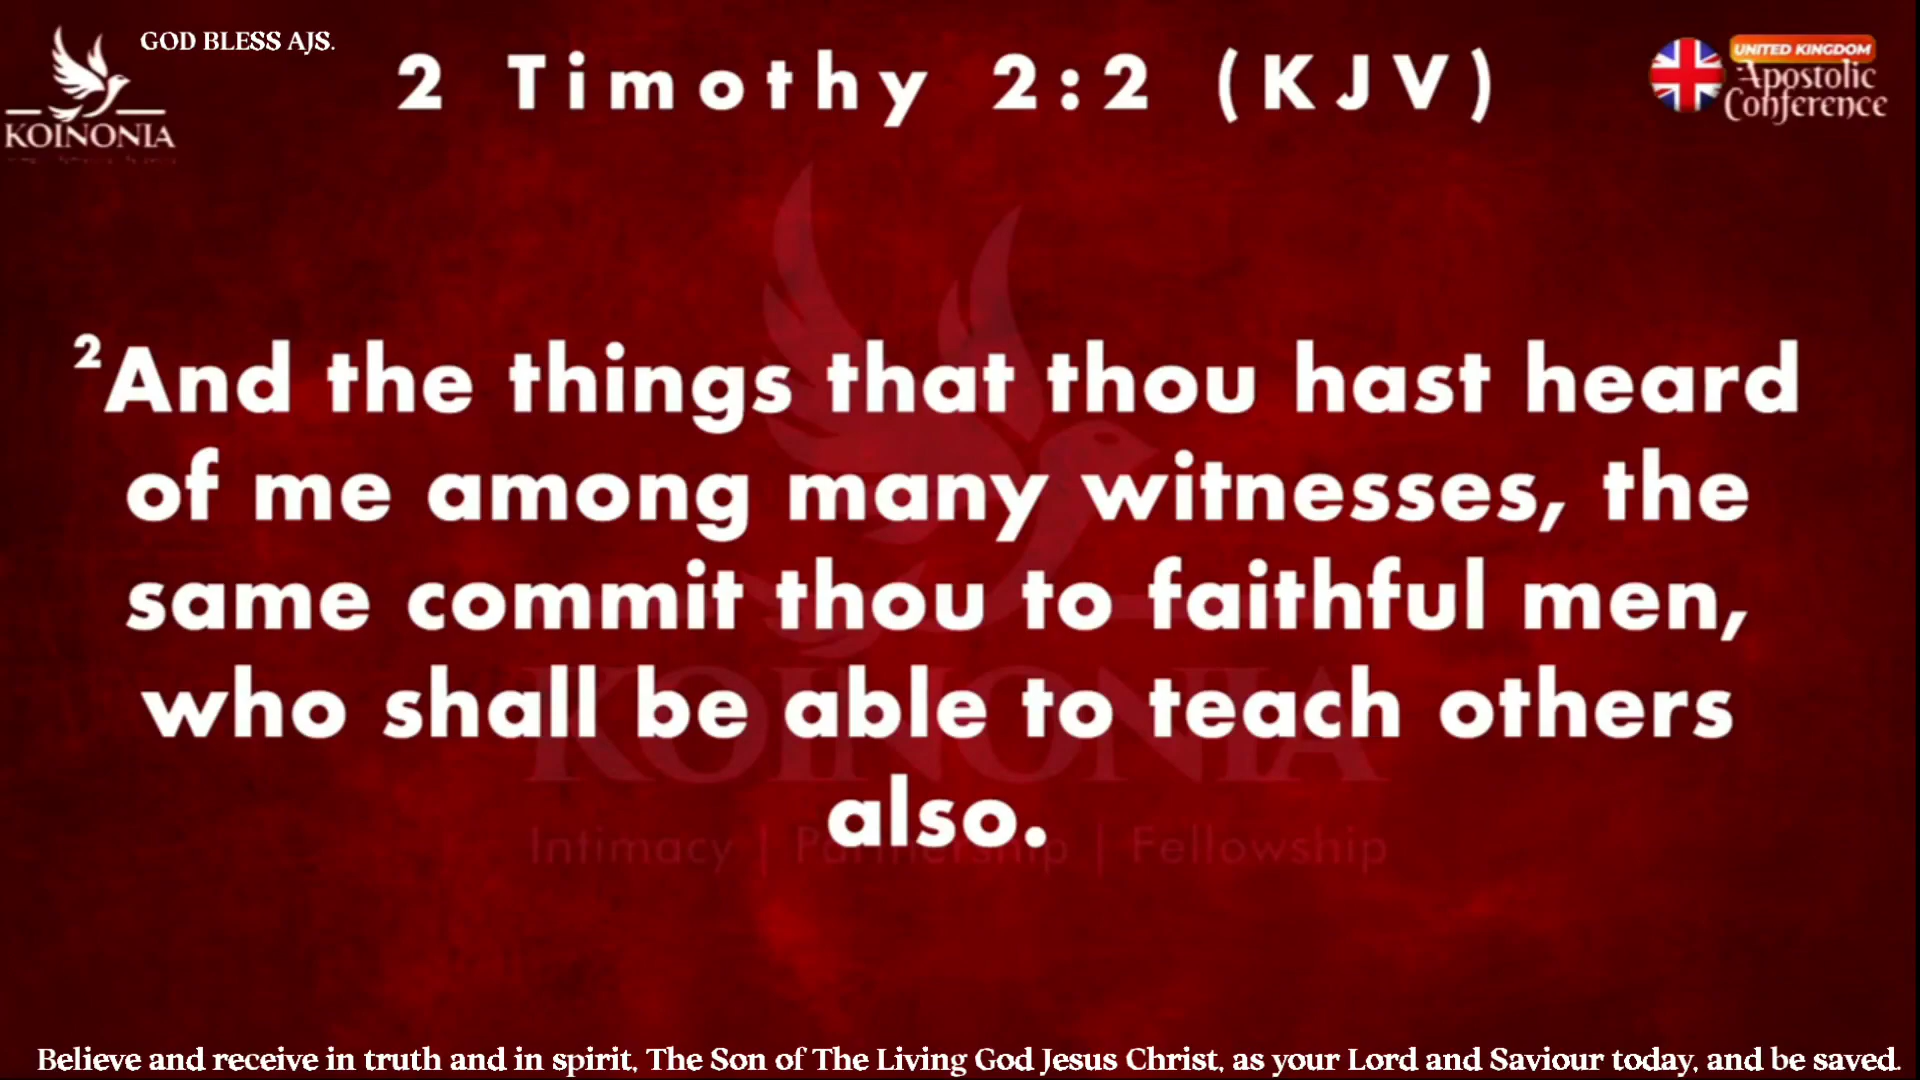 GOD BLESS AJS.
KOINONIA
2 Timothy 2:2 (KJV)
UNITED KINGDOM
Apostolic
Conference
2And the things that thou hast heard
of me among many witnesses, the
same commit thou to faithful men,
who shall be able to teach others
also.
KOINONIA
Intimacy | Partnership | Fellowship
Believe and receive in truth and in spirit, The Son of The Living God Jesus Christ, as your Lord and Saviour today, and be saved.